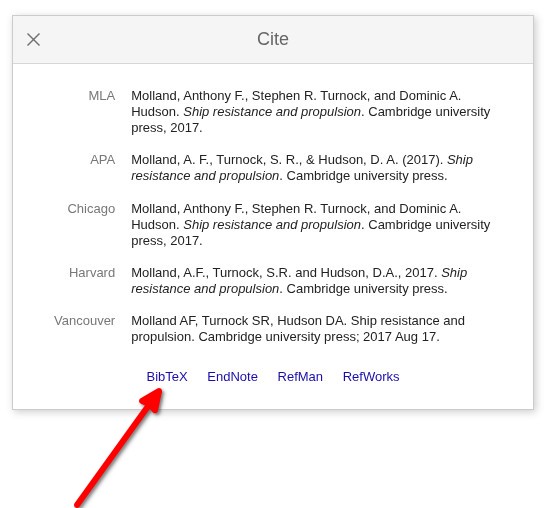 Cite
MLA
Molland, Anthony F., Stephen R. Turnock, and Dominic A.
Hudson. Ship resistance and propulsion. Cambridge university
press, 2017.
APA
Molland, A. F., Turnock, S. R., & Hudson, D. A. (2017). Ship
resistance and propulsion. Cambridge university press.
Chicago
Molland, Anthony F., Stephen R. Turnock, and Dominic A.
Hudson. Ship resistance and propulsion. Cambridge university
press, 2017.
Harvard
Molland, A.F., Turnock, S.R. and Hudson, D.A., 2017. Ship
resistance and propulsion. Cambridge university press.
Vancouver
Molland AF, Turnock SR, Hudson DA. Ship resistance and
propulsion. Cambridge university press; 2017 Aug 17.
BibTeX EndNote RefMan RefWorks